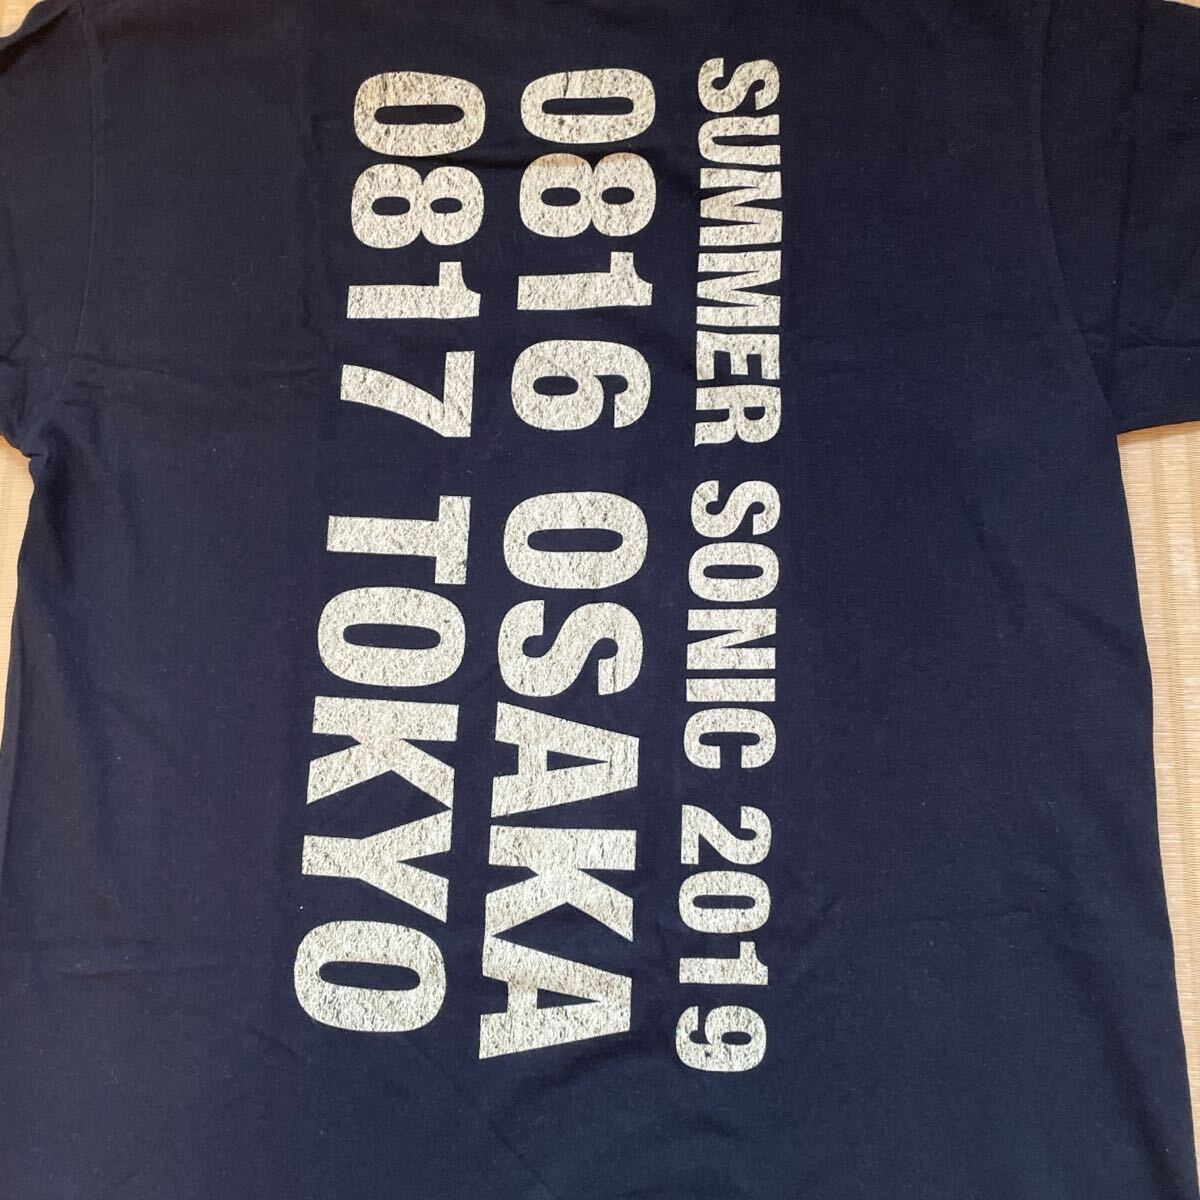 SUMMER SONIC 2019
0816 OSAKA
0817 TOKYO